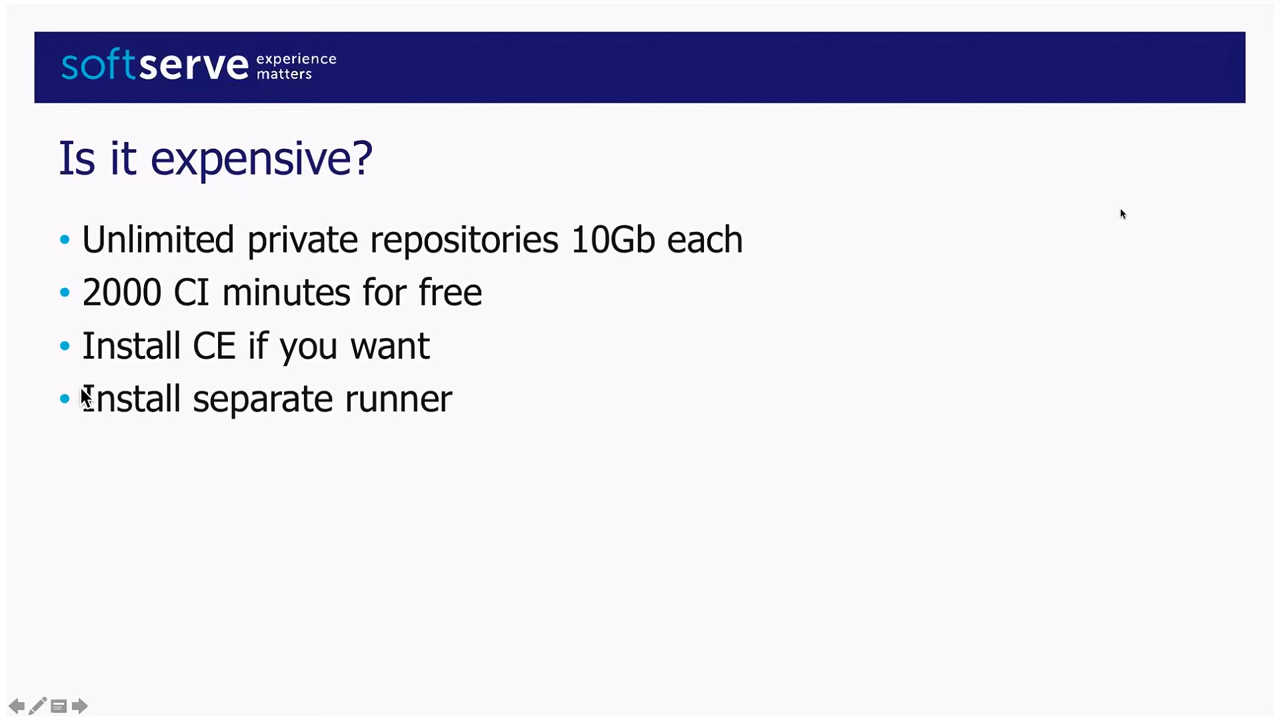 softserve experience
matters
Is it expensive?
• Unlimited private repositories 10Gb each
• 2000 CI minutes for free
• Install CE if you want
• Install separate runner